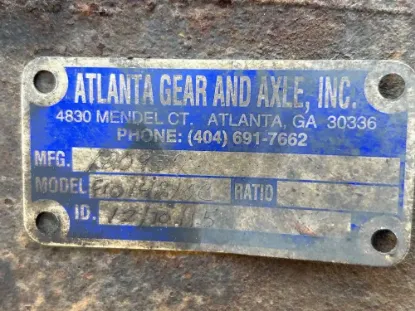 ATLANTA GEAR AND AXLE, INC.
4830 MENDEL CT. ATLANTA, GA 30336
PHONE: (404) 691-7662
MFG.
MODEL RATIO
ID.